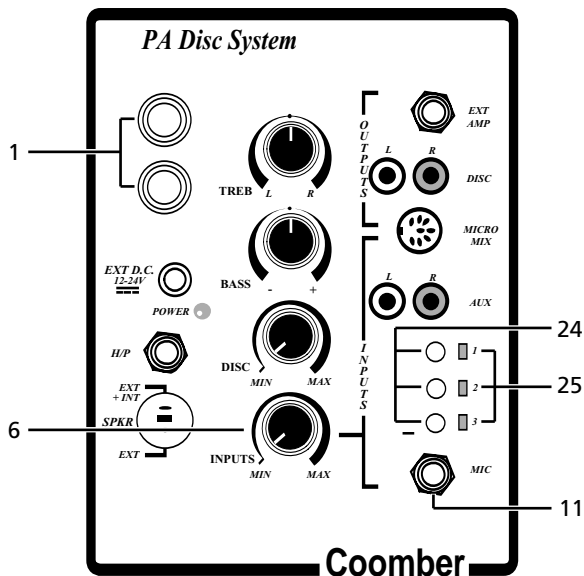 PA Disc System
1
EXT
AMP
OUTPUTS
L R
DISC
TREB
L R
MICRO
MIX
EXT D.C.
12-24V
POWER
BASS
- +
L R
AUX
INPUTS
24
1
2
3
25
H/P
DISC
MIN MAX
EXT
+ INT
SPKR
EXT
6
INPUTS
MIN MAX
MIC
11
Coomber